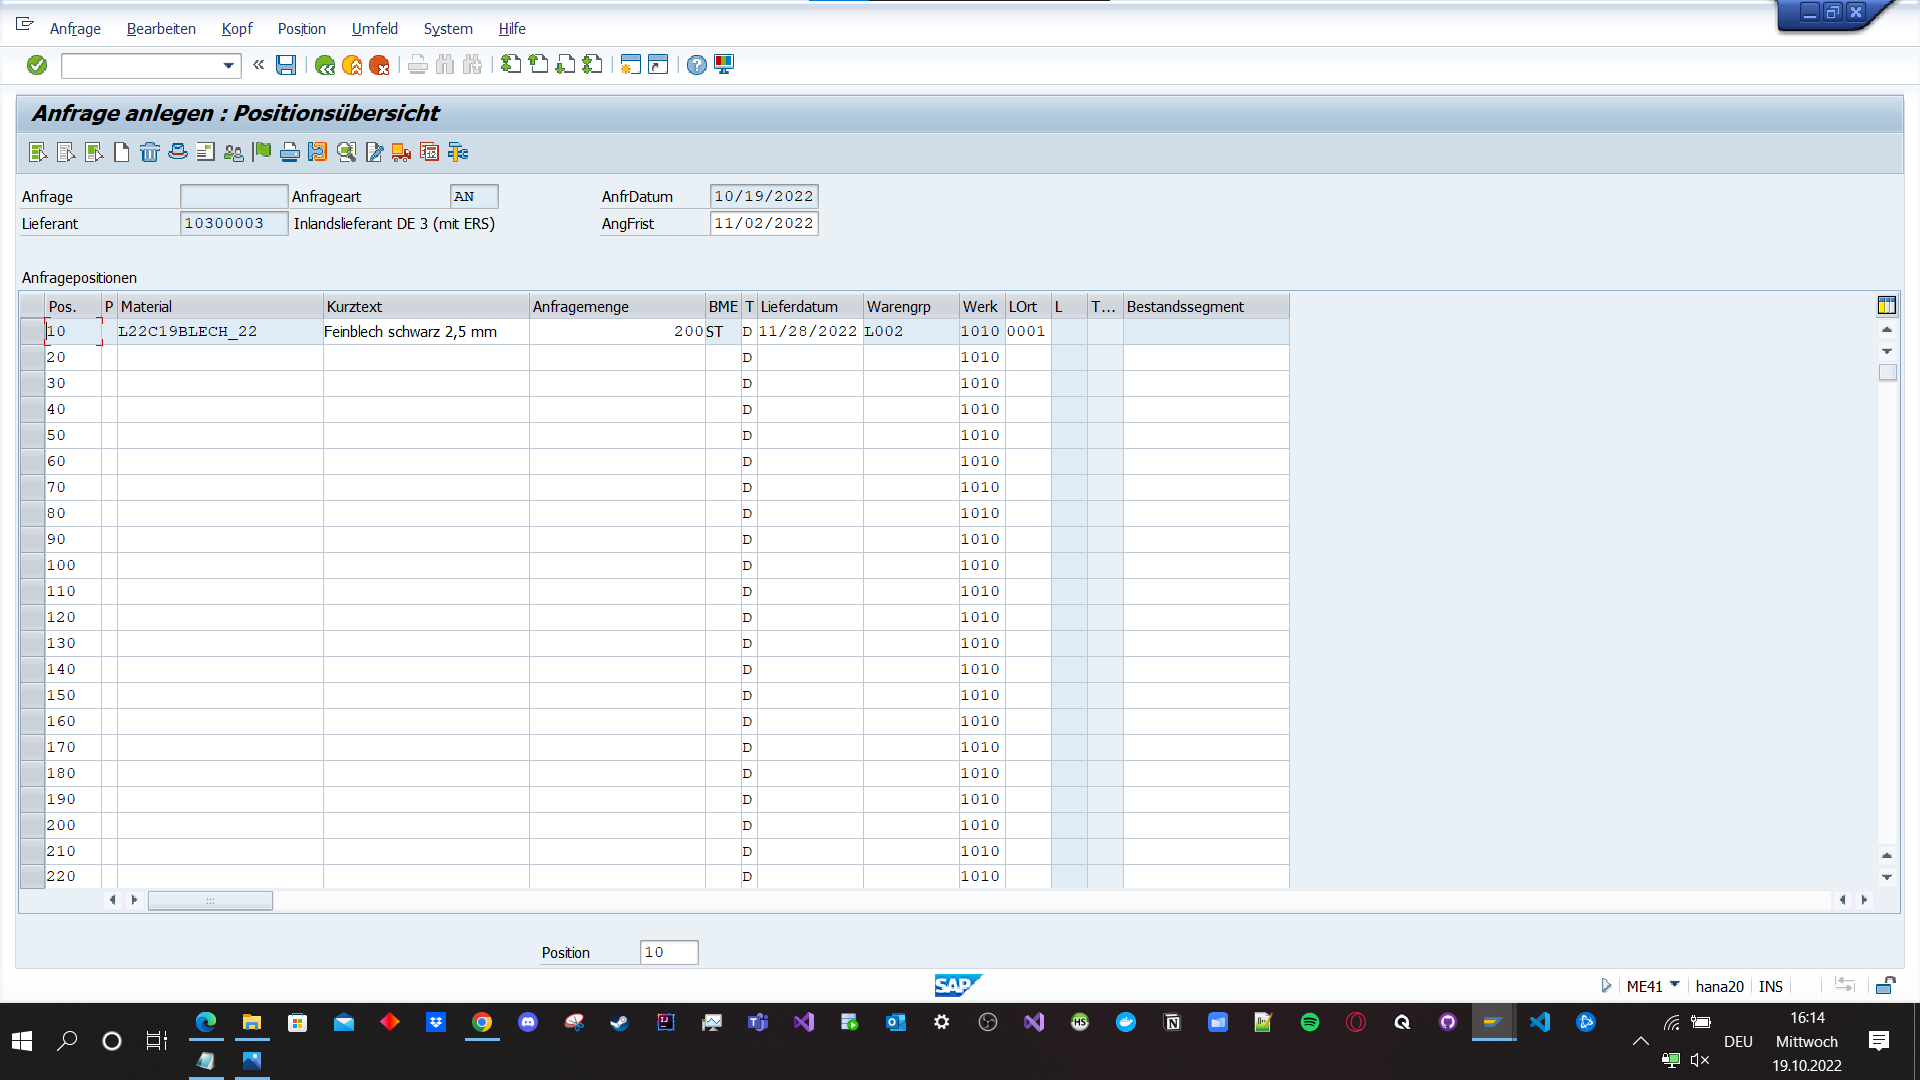 Anfrage Bearbeiten Kopf Position Umfeld System Hilfe
Anfrage anlegen : Positionsübersicht
Anfrage Anfrageart AN AnfrDatum 10/19/2022
Lieferant 10300003 Inlandslieferant DE 3 (mit ERS) AngFrist 11/02/2022
Anfragepositionen
Pos. P Material Kurztext Anfragemenge BME T Lieferdatum Warengrp Werk LOrt L T... Bestandssegment
10 L22C19BLECH_22 Feinblech schwarz 2,5 mm 200 ST D 11/28/2022 L002 1010 0001
20 D 1010
30 D 1010
40 D 1010
50 D 1010
60 D 1010
70 D 1010
80 D 1010
90 D 1010
100 D 1010
110 D 1010
120 D 1010
130 D 1010
140 D 1010
150 D 1010
160 D 1010
170 D 1010
180 D 1010
190 D 1010
200 D 1010
210 D 1010
220 D 1010
Position 10
SAP ME41 hana20 INS
16:14
DEU Mittwoch
19.10.2022